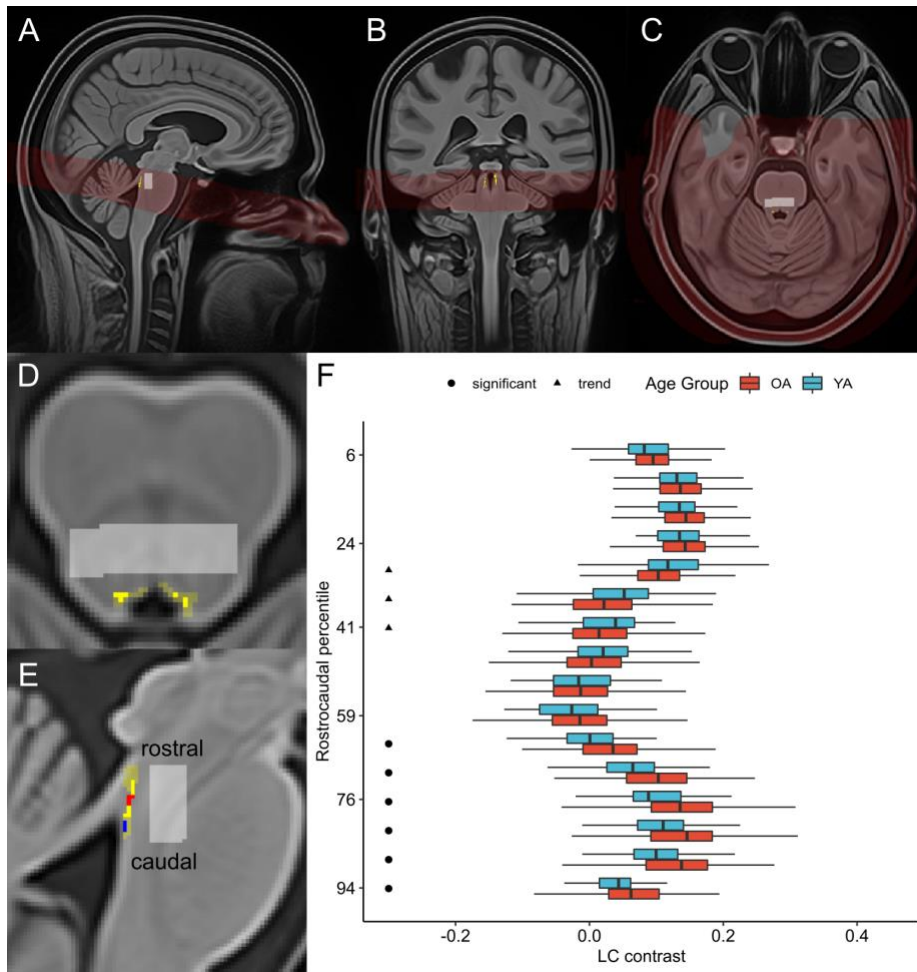 A
B
C
D
E
rostral
caudal
F
significant trend Age Group OA YA
Rostrocaudal percentile
6
24
41
59
76
94
-0.2 0.0 0.2 0.4
LC contrast